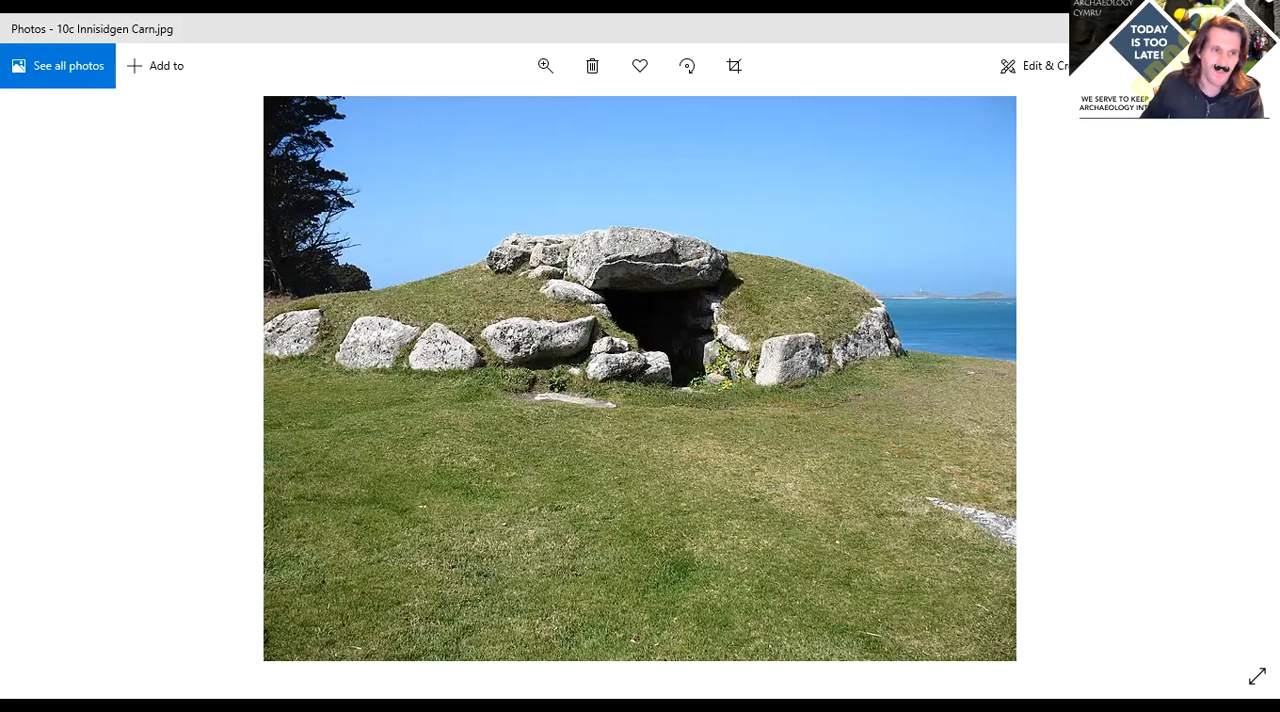 Photos - 10c Innisidgen Carn.jpg
See all photos
Add to
ARCHAEOLOGY
CYMRU
TODAY
IS TOO
LATE!
WE SERVE TO KEEP